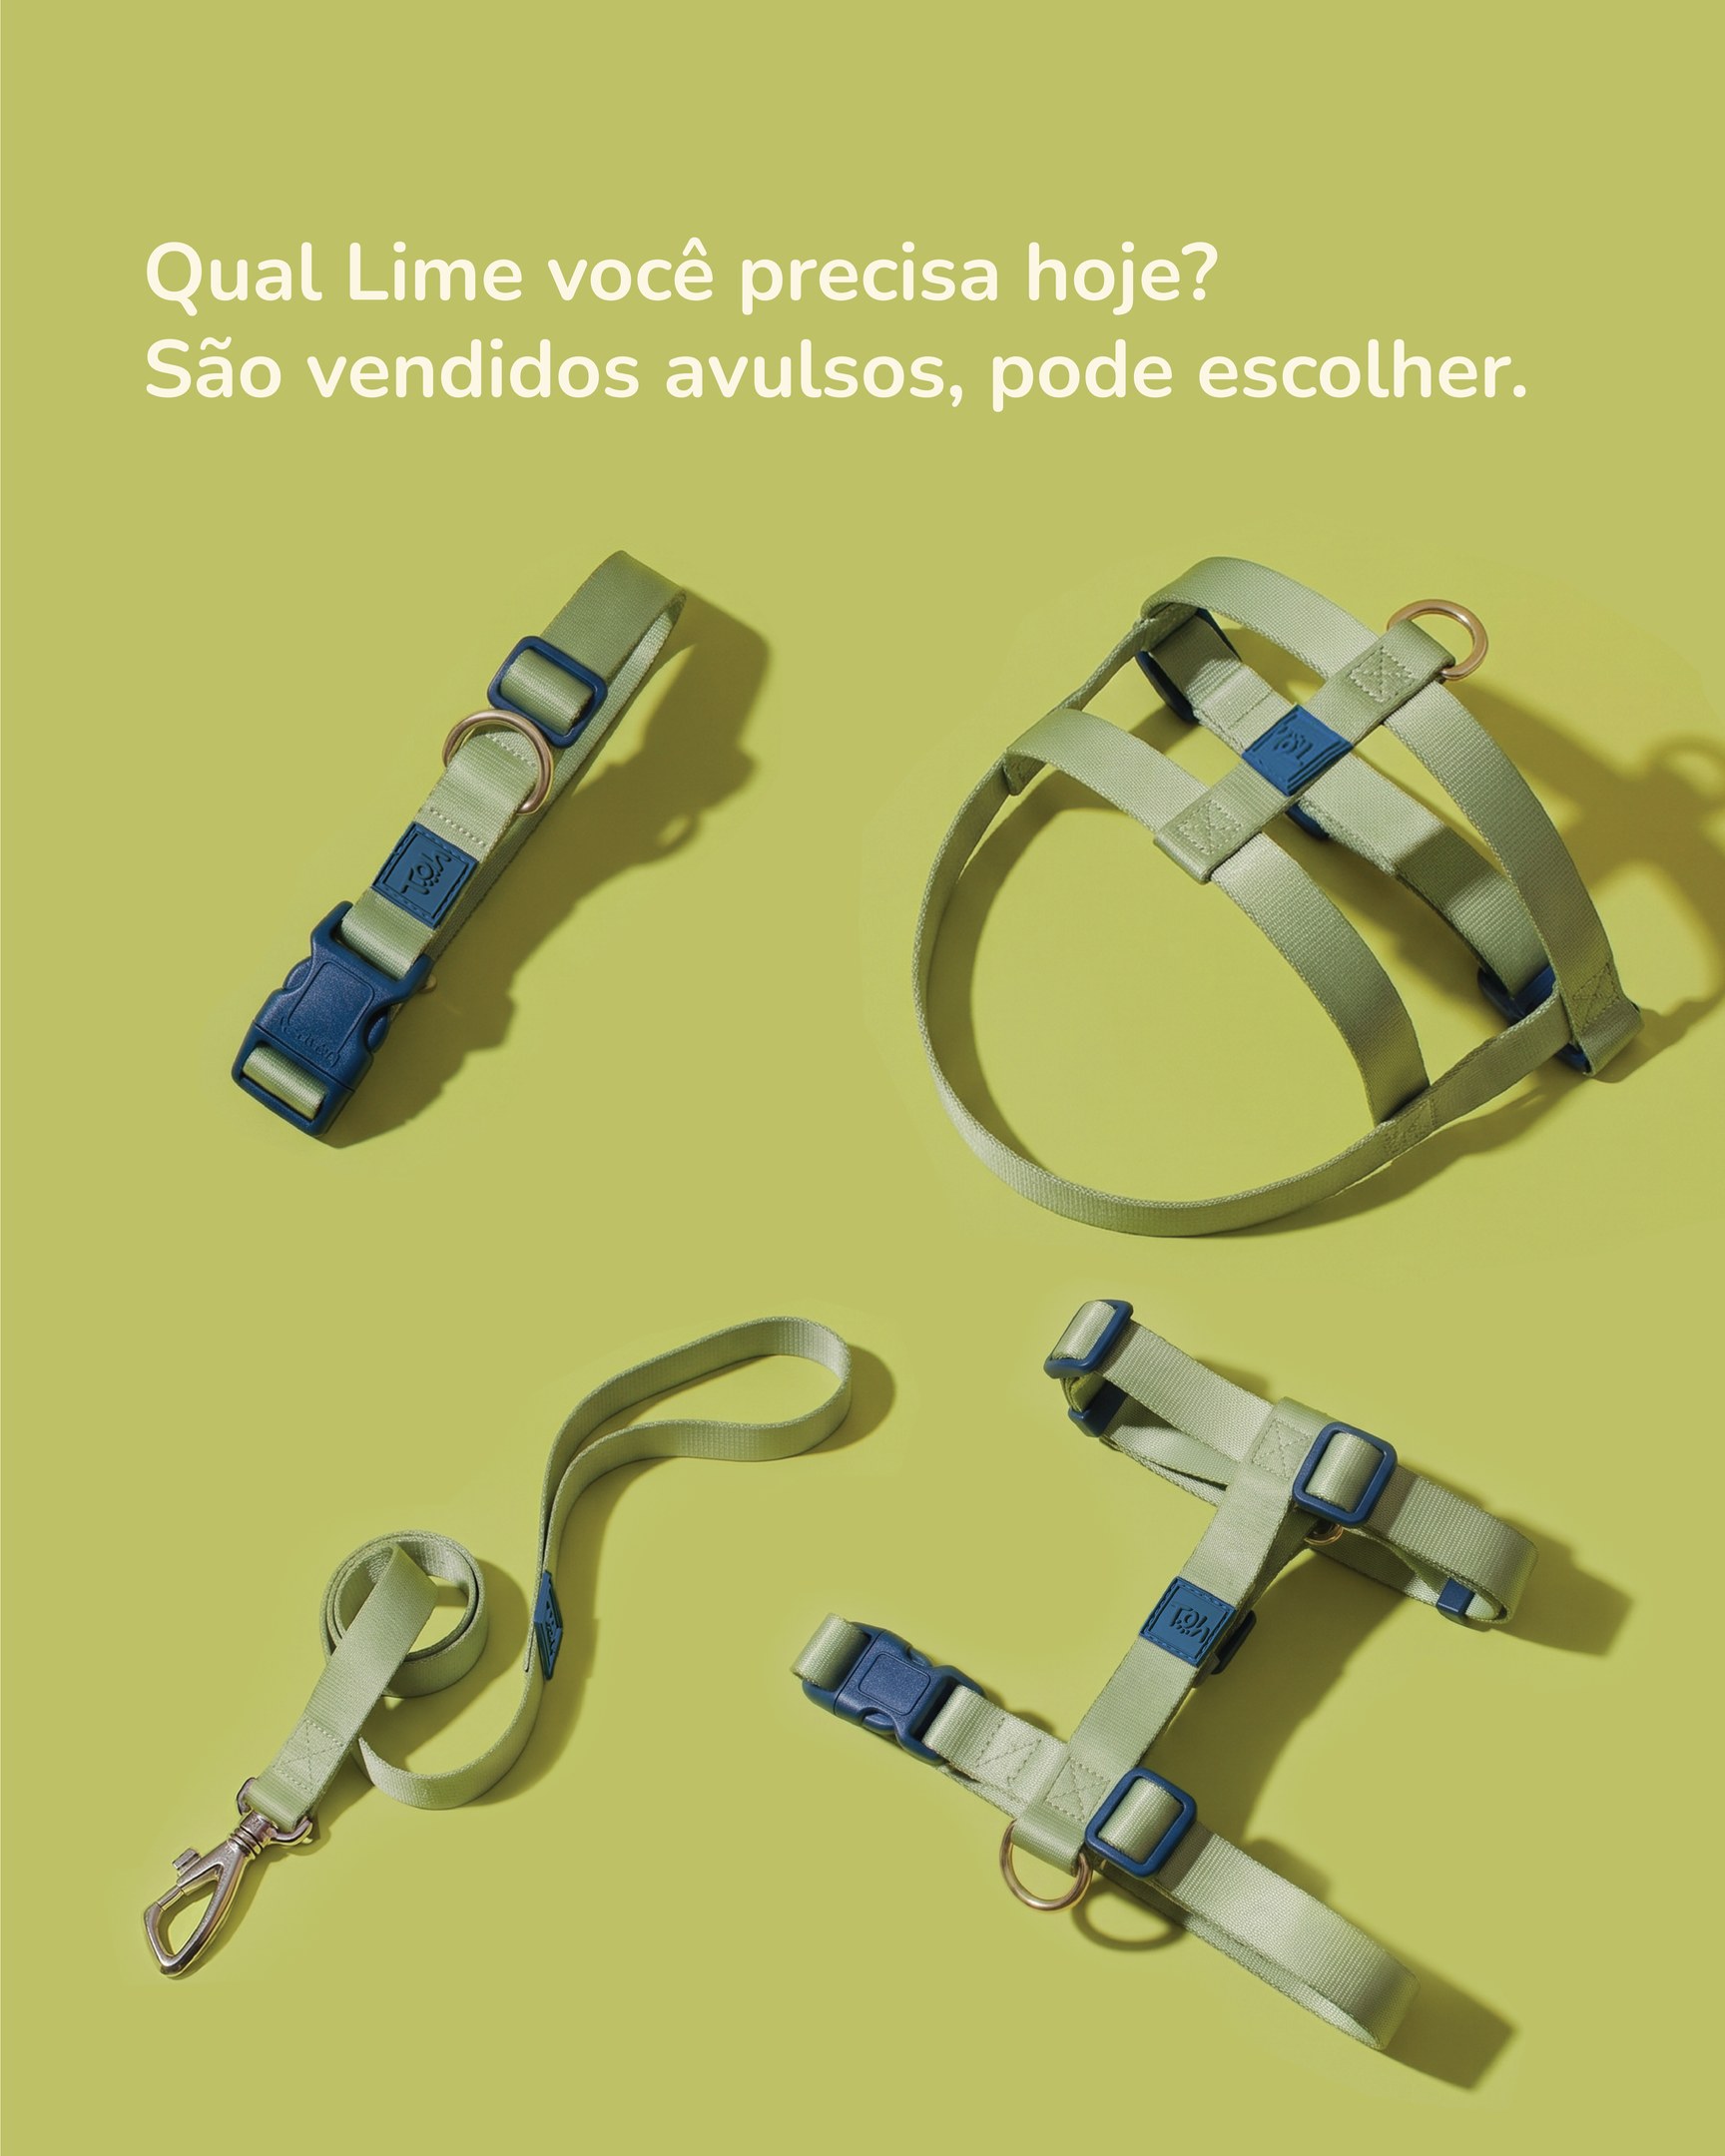 Qual Lime você precisa hoje?
São vendidos avulsos, pode escolher.